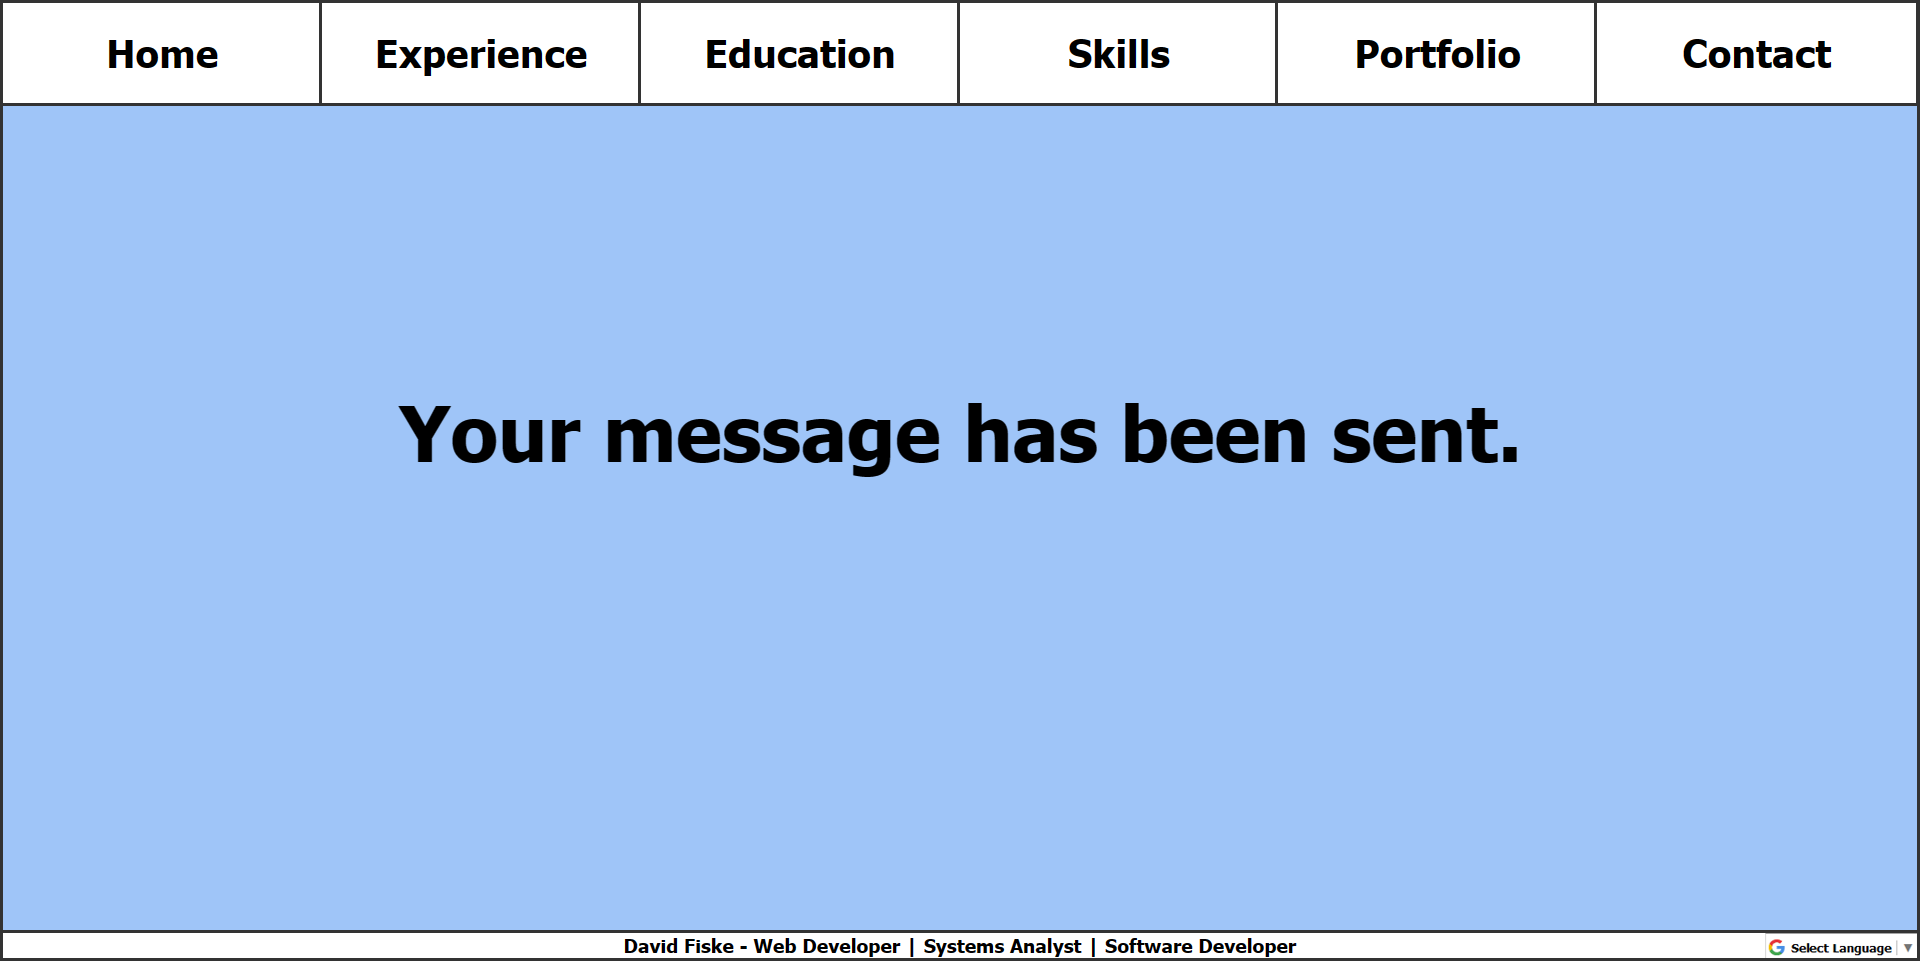 Home Experience Education Skills Portfolio Contact
Your message has been sent.
David Fiske - Web Developer | Systems Analyst | Software Developer
Select Language ▼